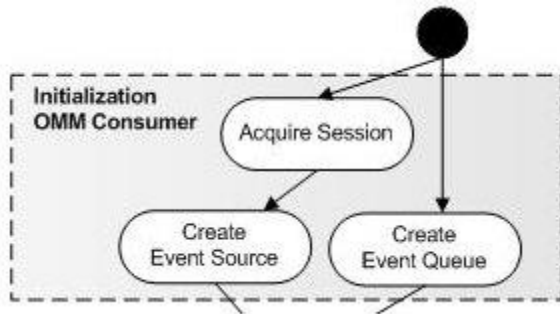 Initialization
OMM Consumer
Acquire Session
Create
Event Source
Create
Event Queue